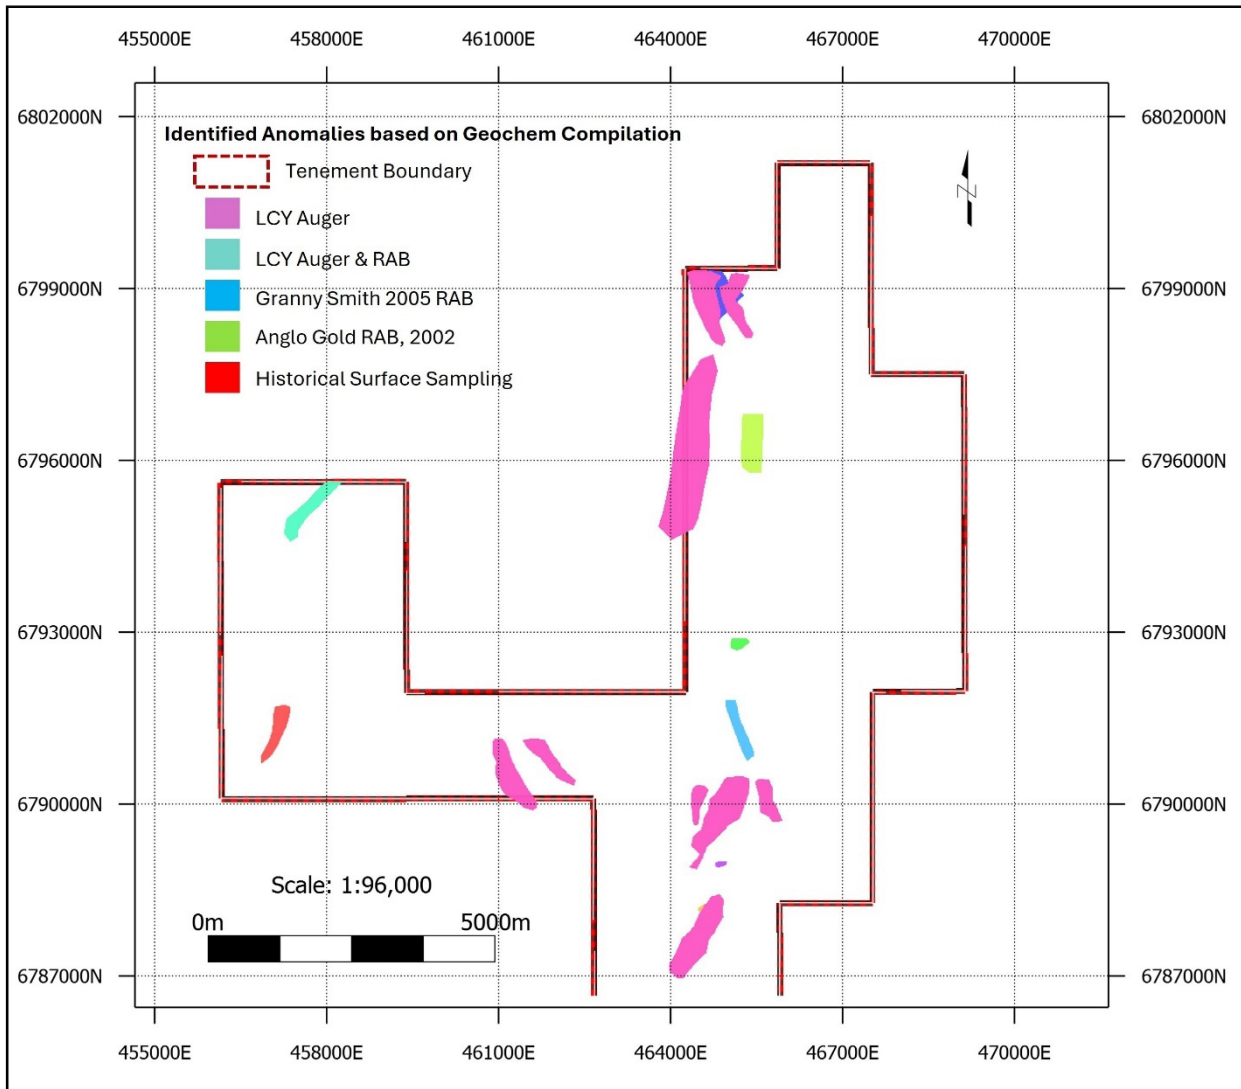 455000E 458000E 461000E 464000E 467000E 470000E
6802000N 6802000N
Identified Anomalies based on Geochem Compilation
Tenement Boundary
LCY Auger
LCY Auger & RAB
Granny Smith 2005 RAB
Anglo Gold RAB, 2002
Historical Surface Sampling
N
6799000N 6799000N
6796000N 6796000N
6793000N 6793000N
6790000N 6790000N
Scale: 1:96,000
0m 5000m
6787000N 6787000N
455000E 458000E 461000E 464000E 467000E 470000E